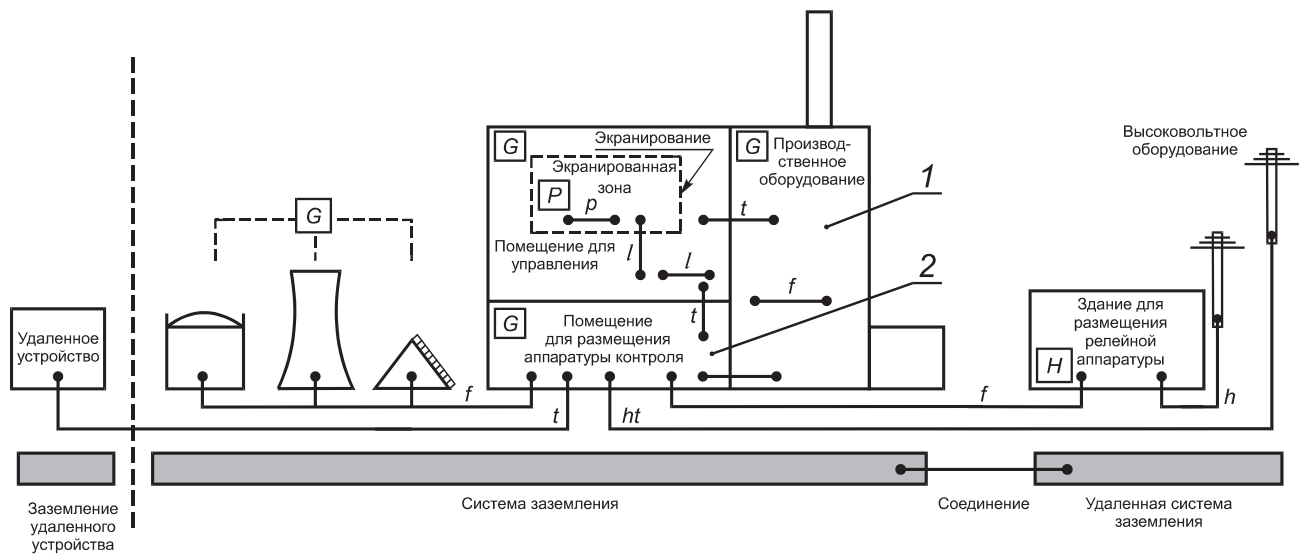 G
Экранирование
G
Производ-
ственное
оборудование
Высоковольтное
оборудование
Экранированная
зона
P
p
1
G
t
Помещение для
управления
l
l
2
f
t
G
Помещение
для размещения
аппаратуры контроля
Здание для
размещения
релейной
аппаратуры
H
Удаленное
устройство
f
t
ht
f
h
Заземление
удаленного
устройства
Система заземления
Соединение
Удаленная система
заземления